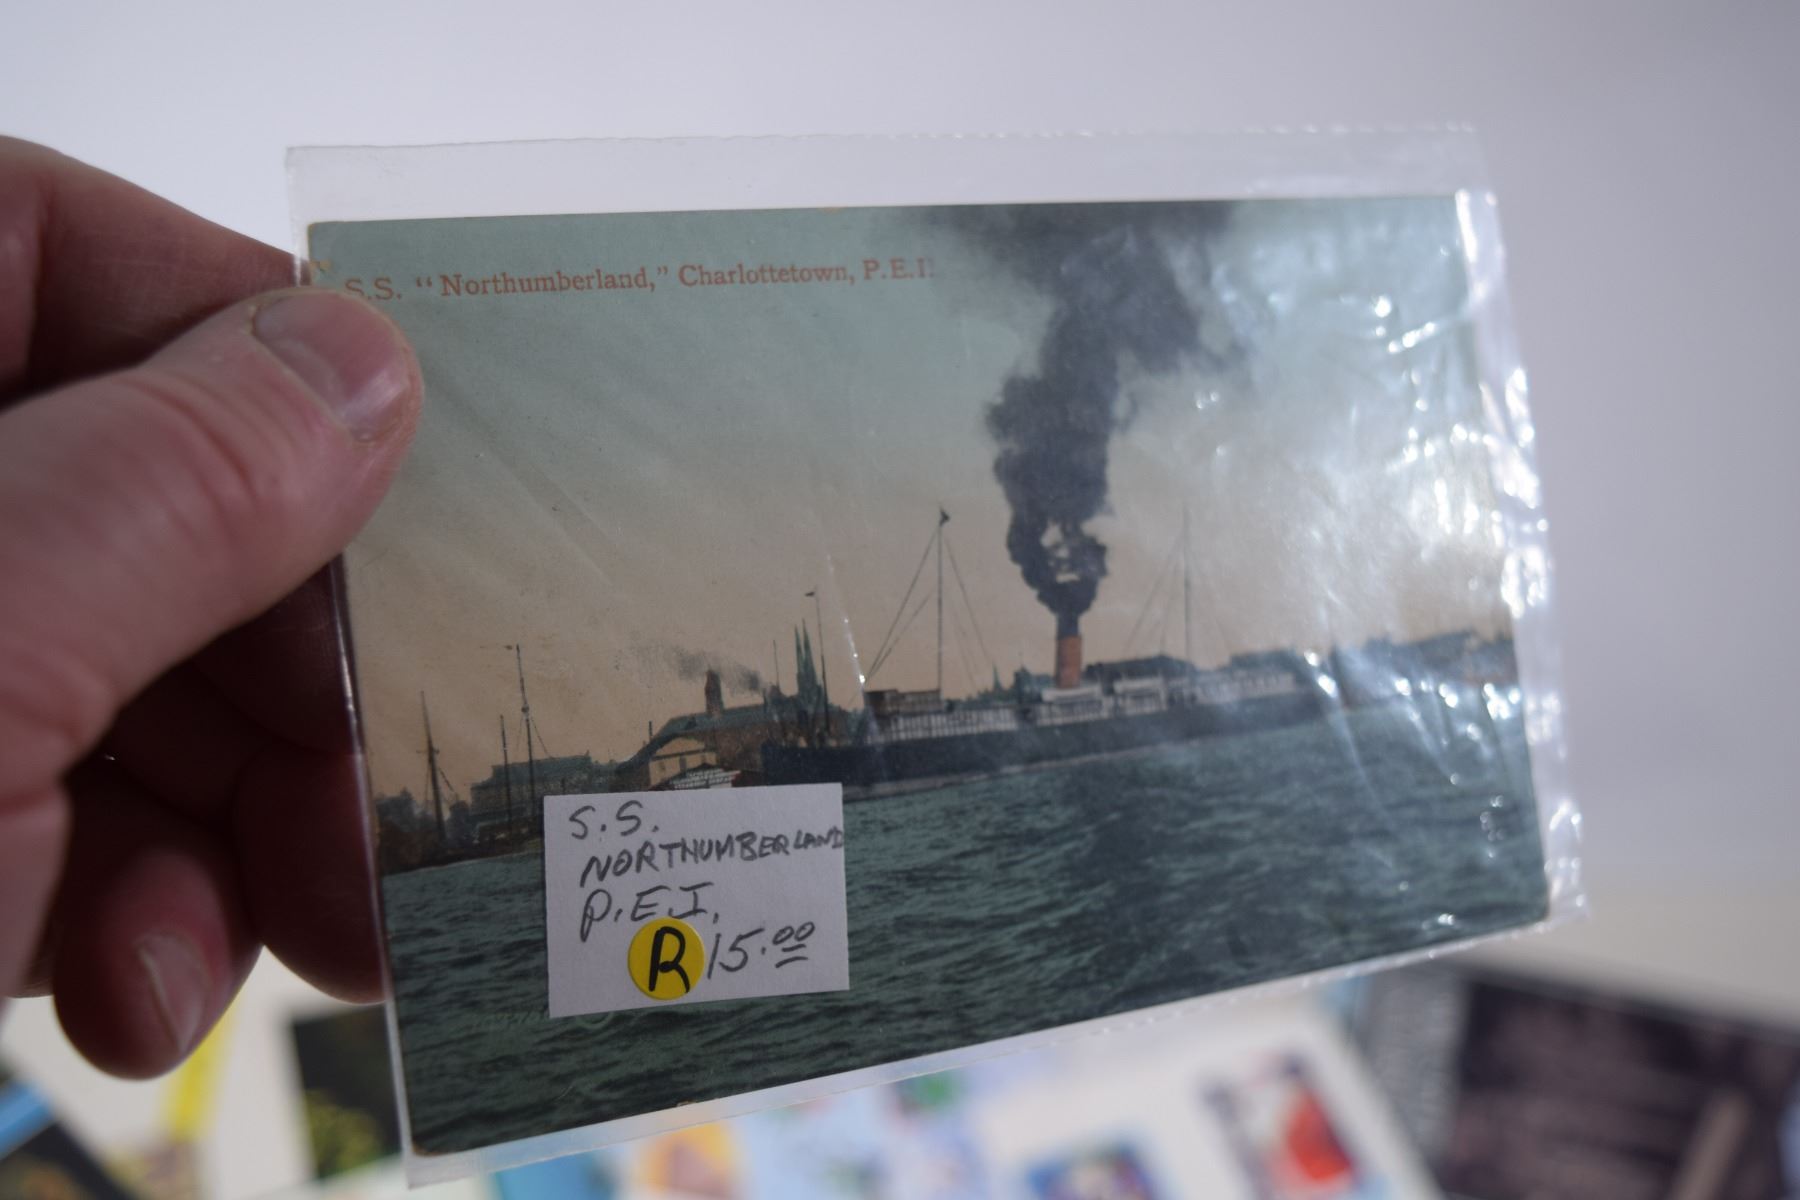 S.S. “Northumberland,” Charlottetown, P.E.I.
S.S.
NORTHUMBERLAND
P.E.I.
R 15.00